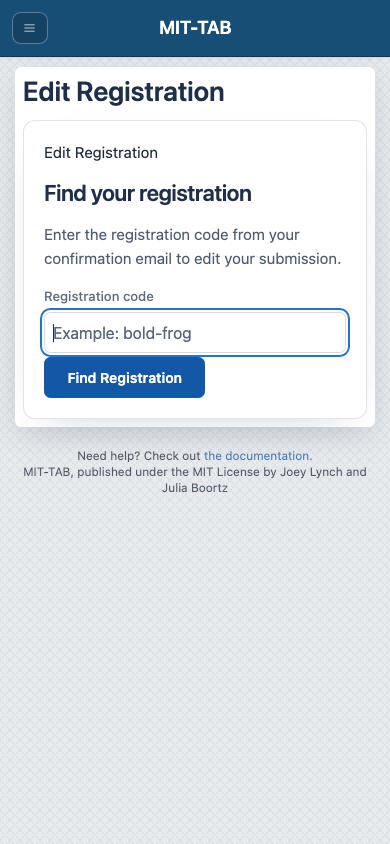 MIT-TAB
Edit Registration
Edit Registration
Find your registration
Enter the registration code from your
confirmation email to edit your submission.
Registration code
Example: bold-frog
Find Registration
Need help? Check out the documentation.
MIT-TAB, published under the MIT License by Joey Lynch and
Julia Boortz